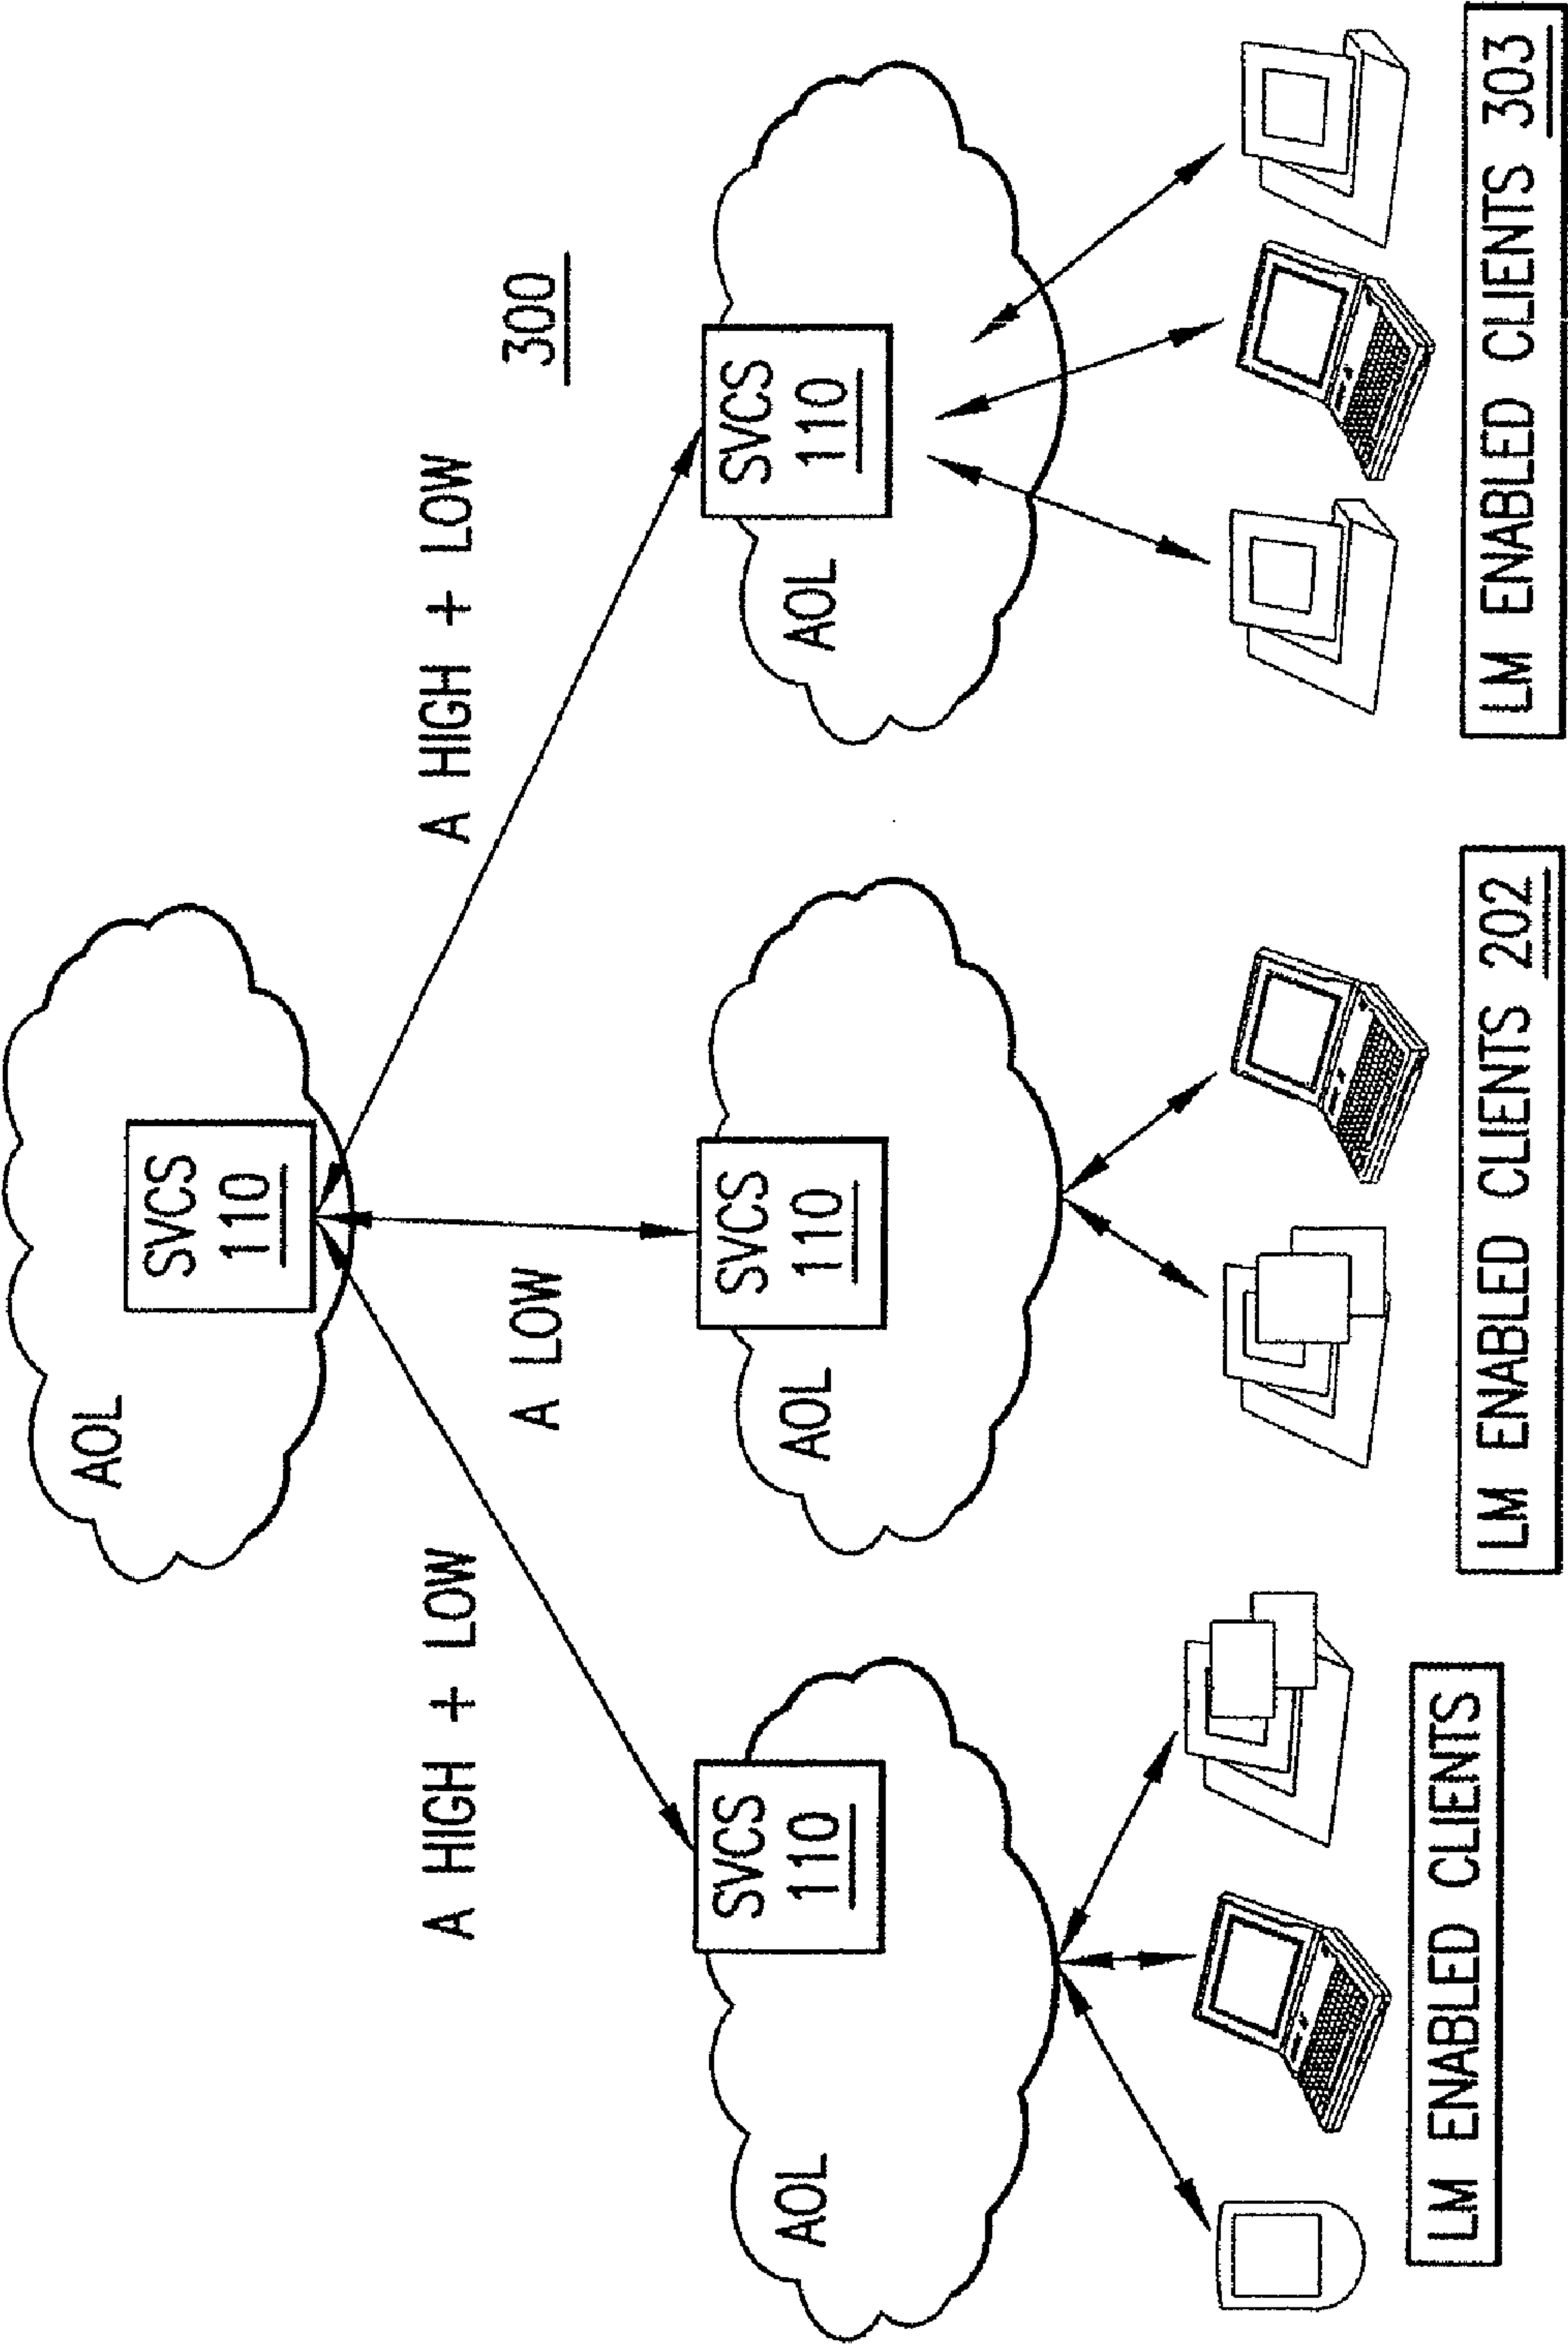 AOL
SVCS
110
A HIGH + LOW
A LOW
A HIGH + LOW
300
AOL
SVCS
110
AOL
SVCS
110
AOL
SVCS
110
LM ENABLED CLIENTS
LM ENABLED CLIENTS 202
LM ENABLED CLIENTS 303